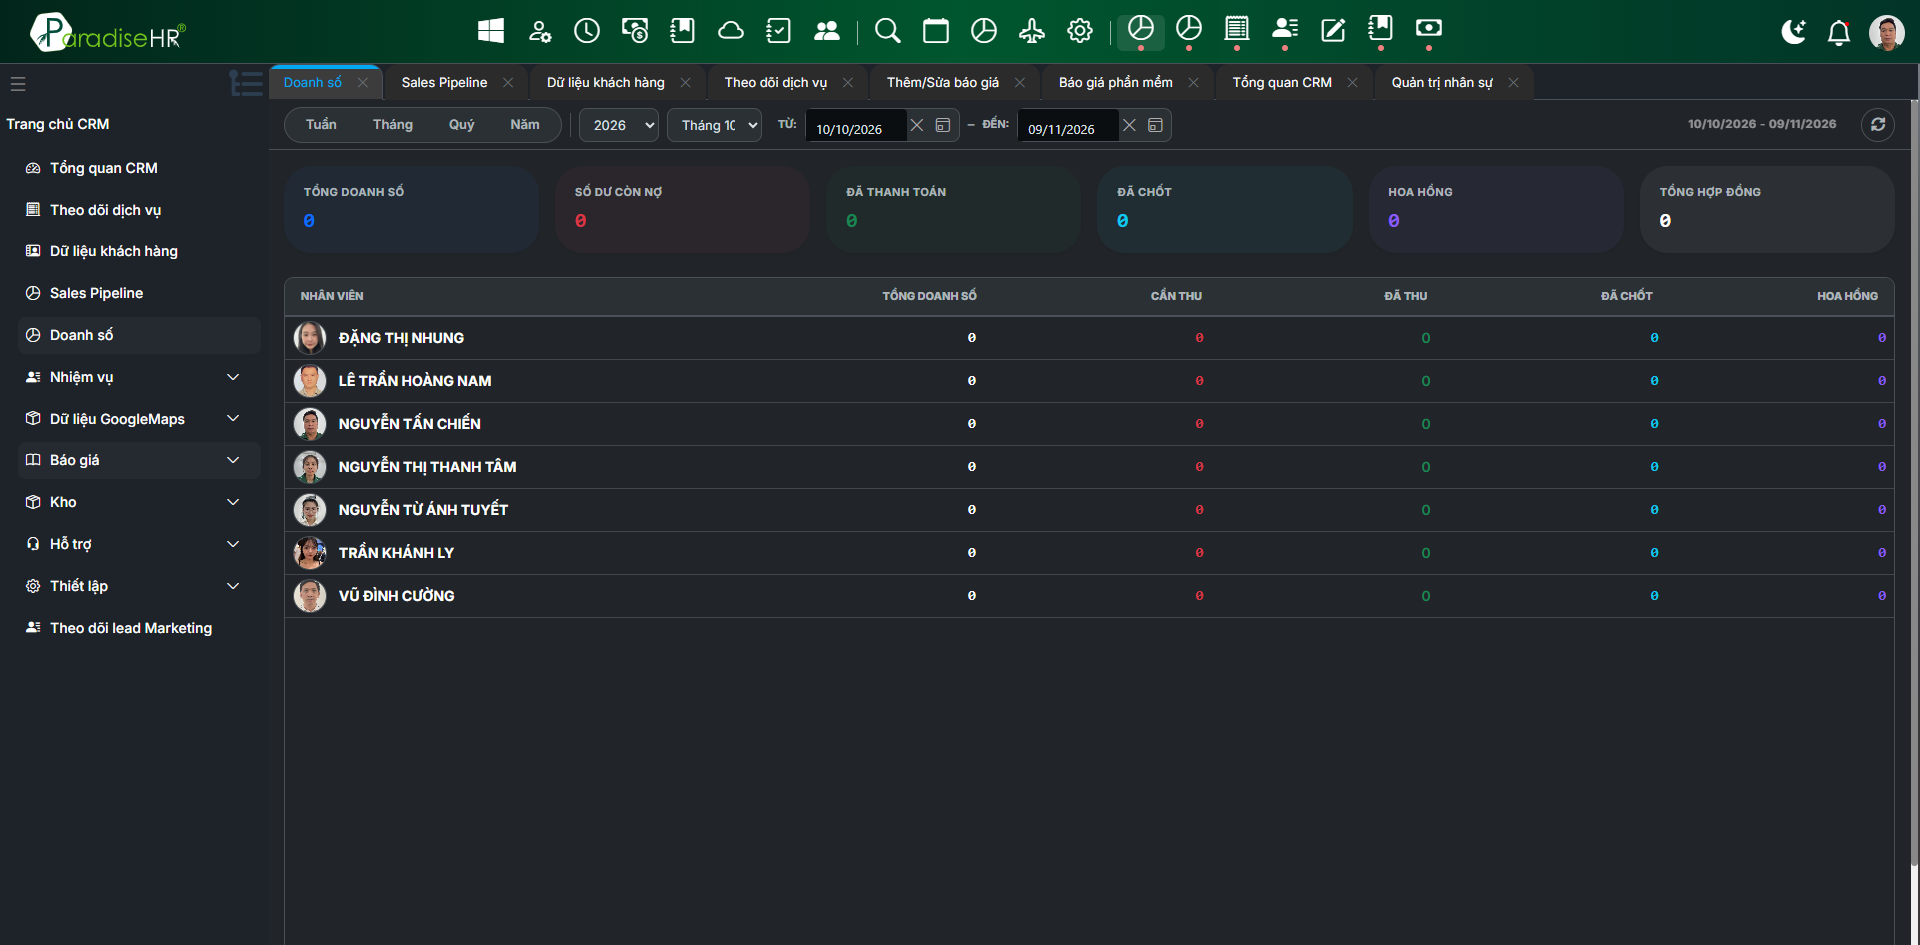 ParadiseHR®
Doanh số
Sales Pipeline
Dữ liệu khách hàng
Theo dõi dịch vụ
Thêm/Sửa báo giá
Báo giá phần mềm
Tổng quan CRM
Quản trị nhân sự
Trang chủ CRM
Tổng quan CRM
Theo dõi dịch vụ
Dữ liệu khách hàng
Sales Pipeline
Doanh số
Nhiệm vụ
Dữ liệu GoogleMaps
Báo giá
Kho
Hỗ trợ
Thiết lập
Theo dõi lead Marketing
Tuần Tháng Quý Năm 2026 Tháng 10 TỪ: 10/10/2026 – ĐẾN: 09/11/2026 10/10/2026 - 09/11/2026
TỔNG DOANH SỐ
0
SỐ DƯ CÒN NỢ
0
ĐÃ THANH TOÁN
0
ĐÃ CHỐT
0
HOA HỒNG
0
TỔNG HỢP ĐỒNG
0
NHÂN VIÊN TỔNG DOANH SỐ CẦN THU ĐÃ THU ĐÃ CHỐT HOA HỒNG
ĐẶNG THỊ NHUNG 0 0 0 0 0
LÊ TRẦN HOÀNG NAM 0 0 0 0 0
NGUYỄN TẤN CHIẾN 0 0 0 0 0
NGUYỄN THỊ THANH TÂM 0 0 0 0 0
NGUYỄN TỪ ÁNH TUYẾT 0 0 0 0 0
TRẦN KHÁNH LY 0 0 0 0 0
VŨ ĐÌNH CƯỜNG 0 0 0 0 0